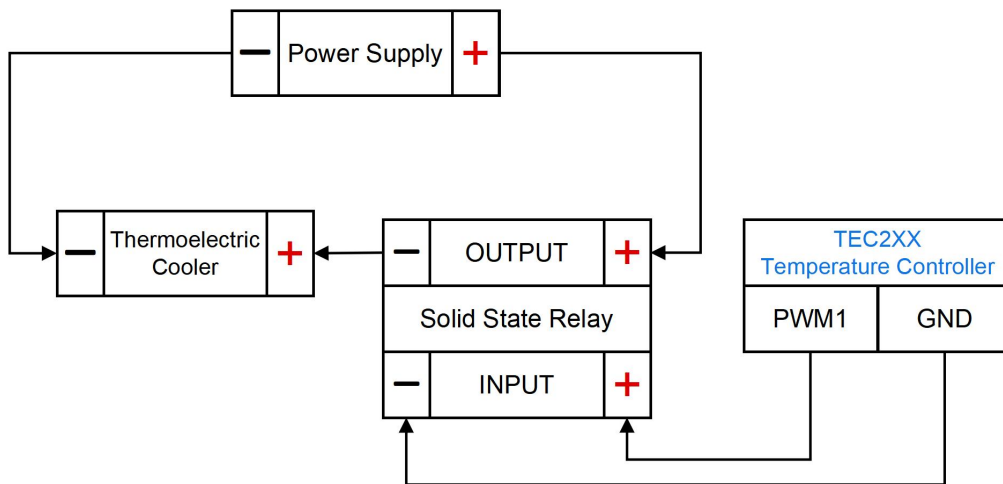 − Power Supply +
− Thermoelectric Cooler +
− OUTPUT +
TEC2XX
Temperature Controller
Solid State Relay
PWM1 GND
− INPUT +